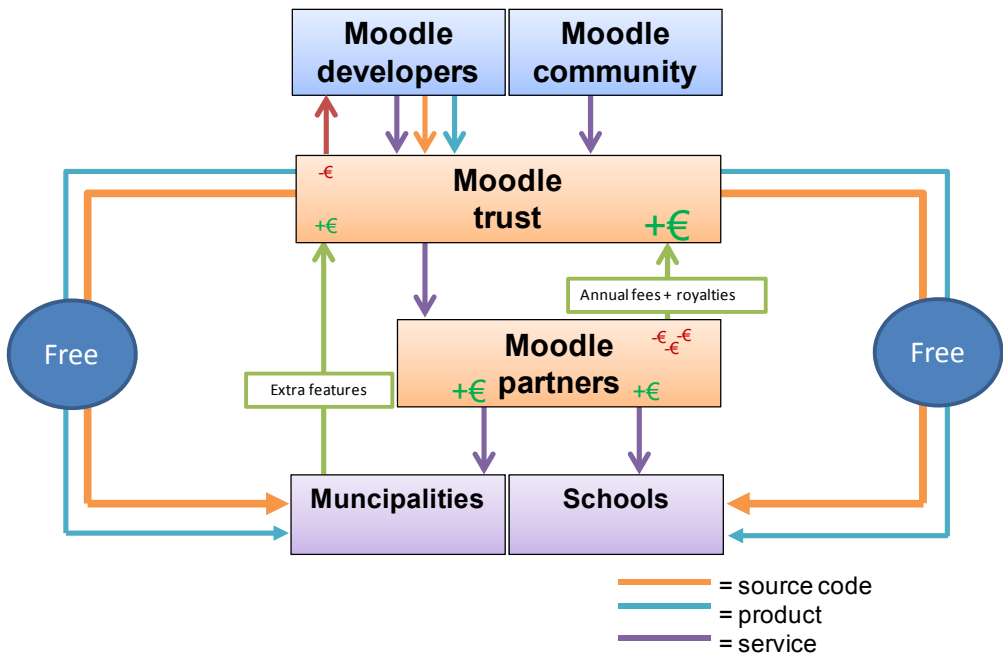 Moodle
developers
Moodle
community
-€
Moodle
trust
+€
+€
Annual fees + royalties
Free
Free
-€
-€
-€
Moodle
partners
+€
+€
Extra features
Muncipalities
Schools
= source code
= product
= service